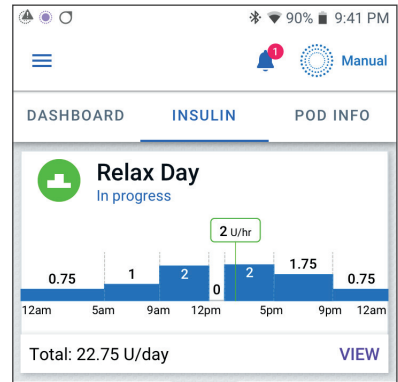 90% 9:41 PM
1
Manual
DASHBOARD INSULIN POD INFO
Relax Day
In progress
2 U/hr
0.75 1 2 0 2 1.75 0.75
12am 5am 9am 12pm 5pm 9pm 12am
Total: 22.75 U/day VIEW